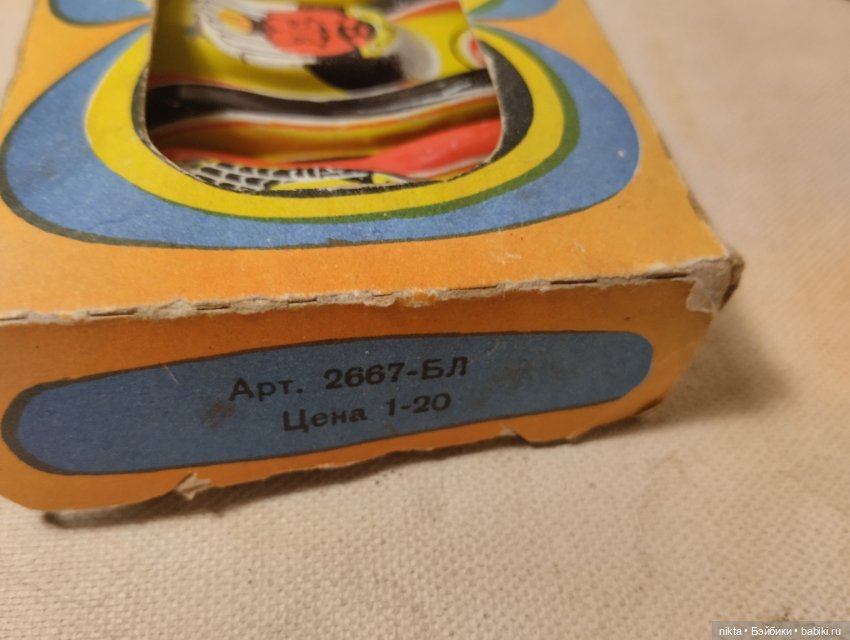 Арт. 2667-БЛ
Цена 1-20
nikta • Бэйбики • babiki.ru